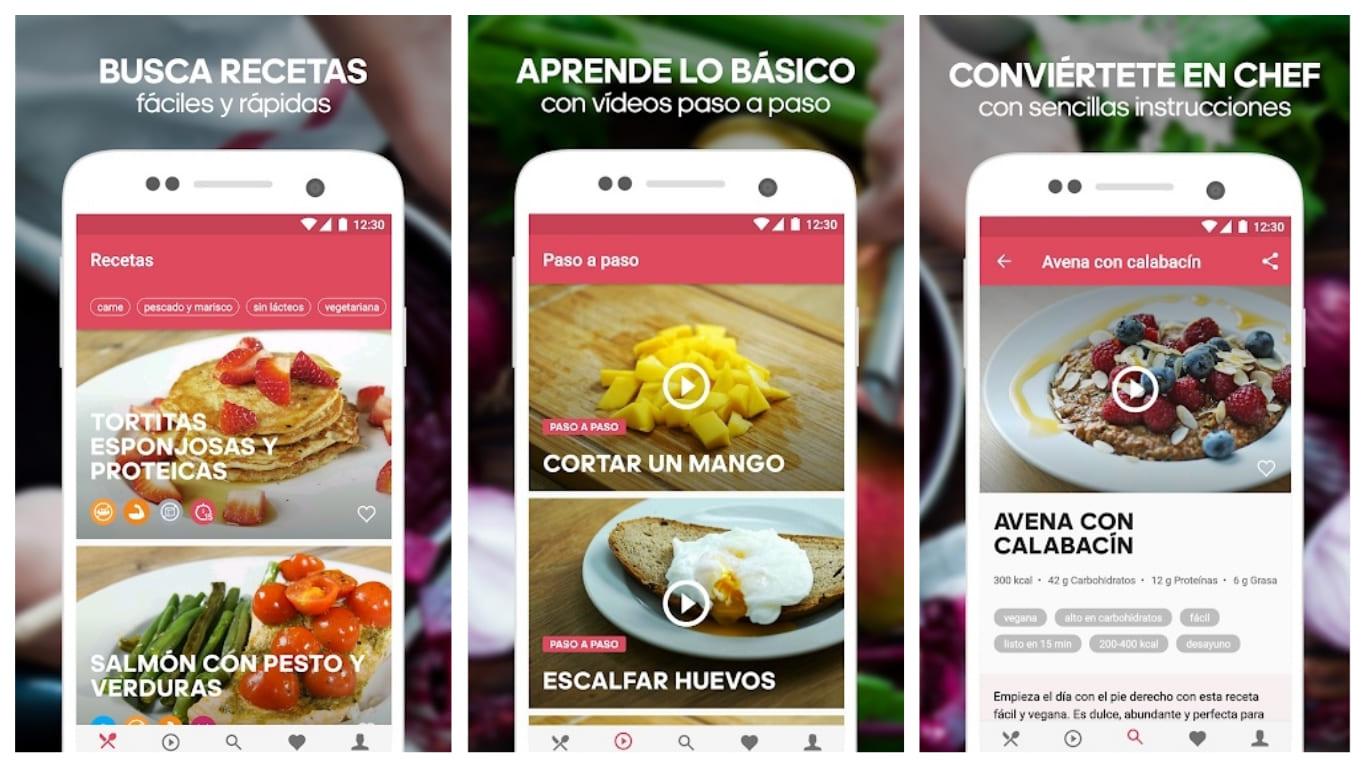 BUSCA RECETAS
fáciles y rápidas
12:30
Recetas
carne pescado y marisco sin lácteos vegetariana
TORTITAS
ESPONJOSAS Y
PROTEICAS
SALMÓN CON PESTO Y
VERDURAS
APRENDE LO BÁSICO
con vídeos paso a paso
12:30
Paso a paso
PASO A PASO
CORTAR UN MANGO
PASO A PASO
ESCALFAR HUEVOS
CONVIÉRTETE EN CHEF
con sencillas instrucciones
12:30
Avena con calabacín
AVENA CON
CALABACÍN
300 kcal • 42 g Carbohidratos • 12 g Proteínas • 6 g Grasa
vegana alto en carbohidratos fácil
listo en 15 min 200-400 kcal desayuno
Empieza el día con el pie derecho con esta receta
fácil y vegana. Es dulce, abundante y perfecta para